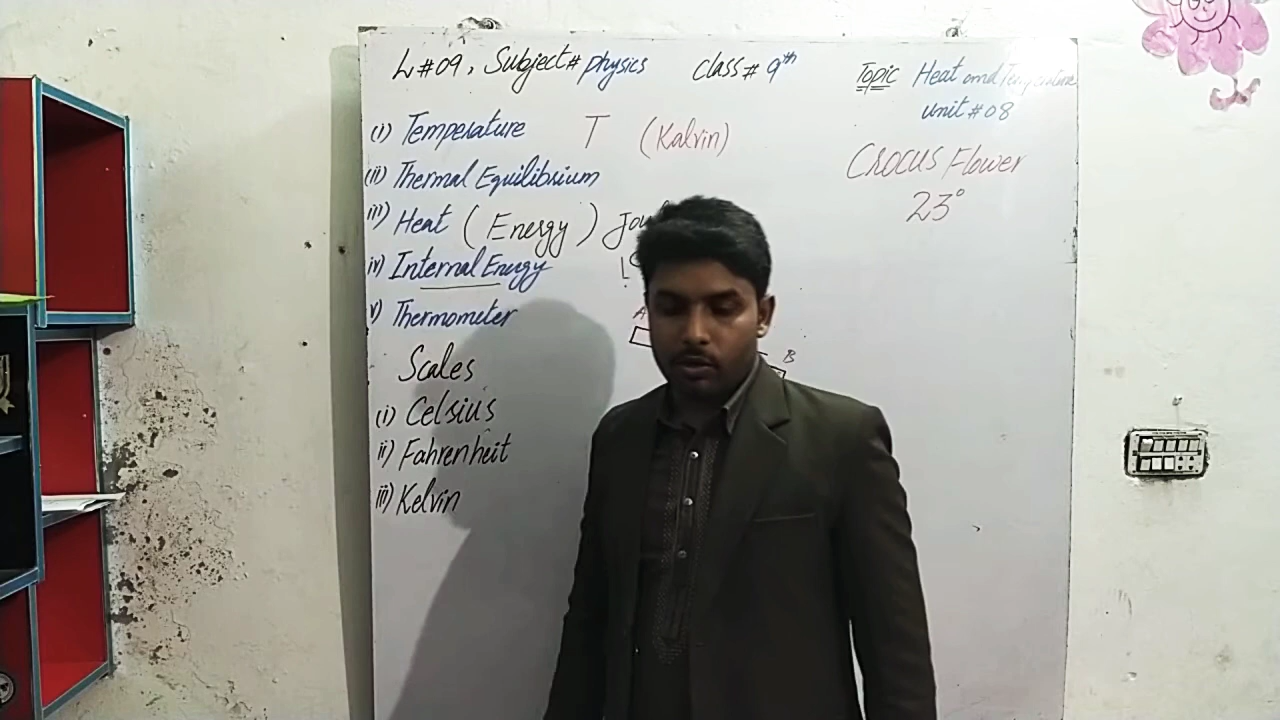 L#09, Subject# physics class# 9th Topic Heat and Temperature
unit #08
(i) Temperature T (Kalvin)
Crocus Flower
23°
(ii) Thermal Equilibrium
iii) Heat (Energy)
iv) Internal Energy
v) Thermometer
A
B
Scales
(i) Celsius
ii) Fahrenheit
iii) Kelvin